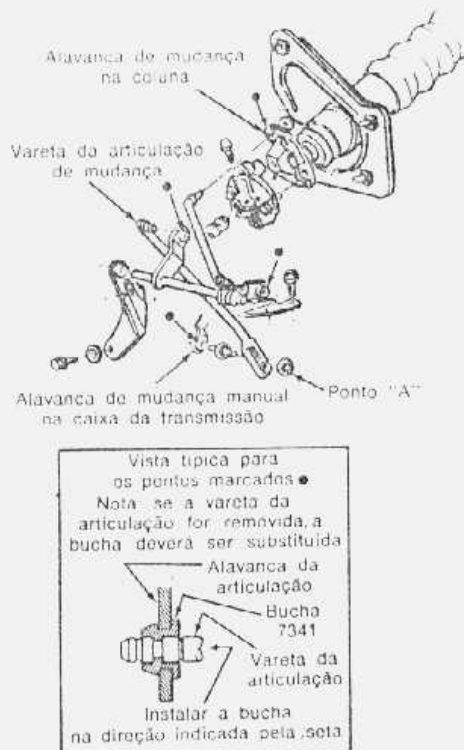 Alavanca de mudança
na coluna
Vareta da articulação
de mudança
Alavanca de mudança manual
na caixa da transmissão
Ponto "A"
Vista típica para
os pontos marcados ●
Nota se a vareta da
articulação for removida, a
bucha deverá ser substituída
Alavanca da
articulação
Bucha
7341
Vareta da
articulação
Instalar a bucha
na direção indicada pela seta